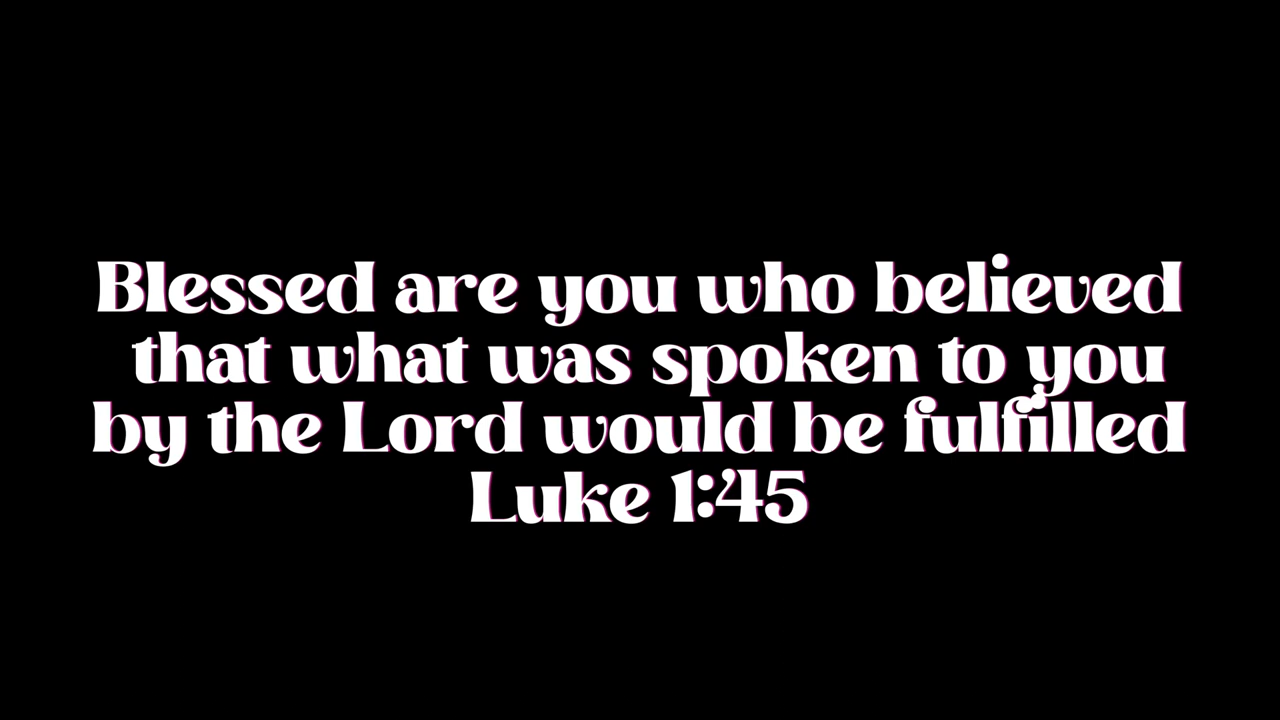 Blessed are you who believed
that what was spoken to you
by the Lord would be fulfilled
Luke 1:45